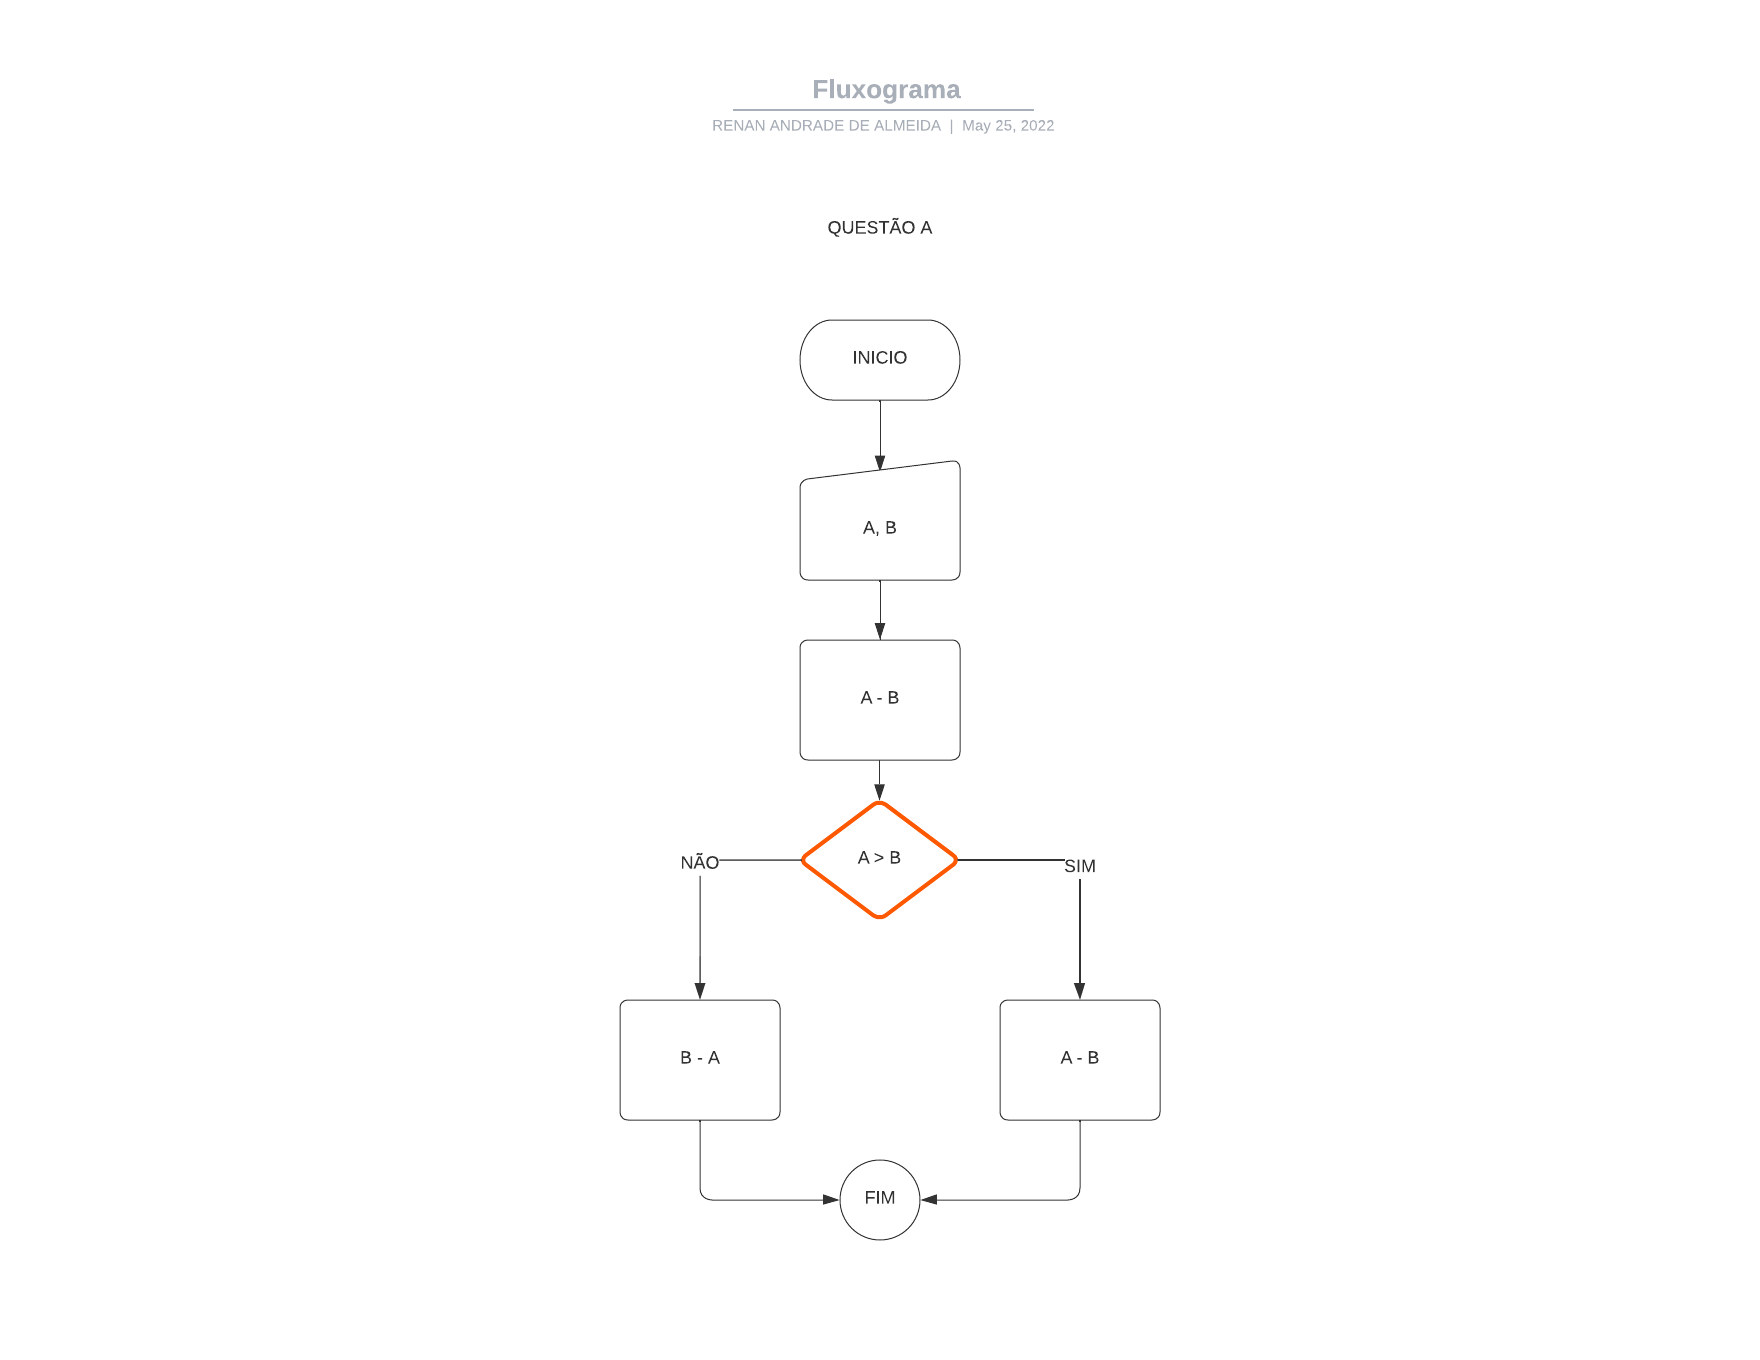 Fluxograma
RENAN ANDRADE DE ALMEIDA | May 25, 2022
QUESTÃO A
INICIO
A, B
A - B
A > B
NÃO
SIM
B - A
A - B
FIM